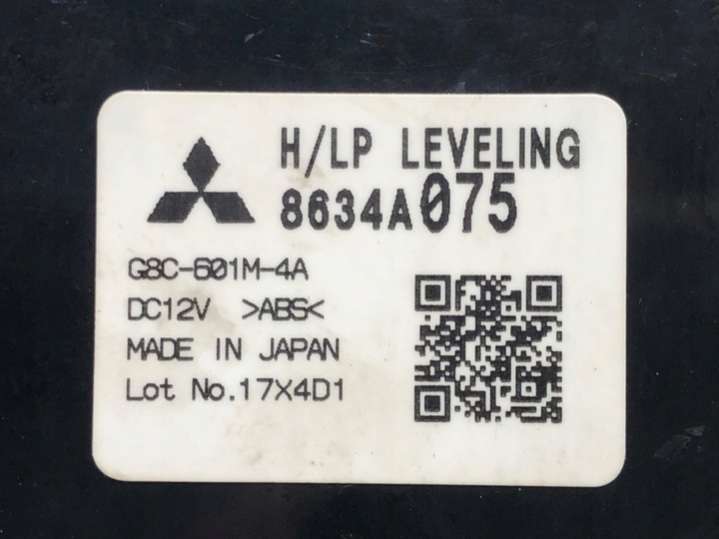 H/LP LEVELING
8634A075
G8C-601M-4A
DC12V >ABS<
MADE IN JAPAN
Lot No.17X4D1